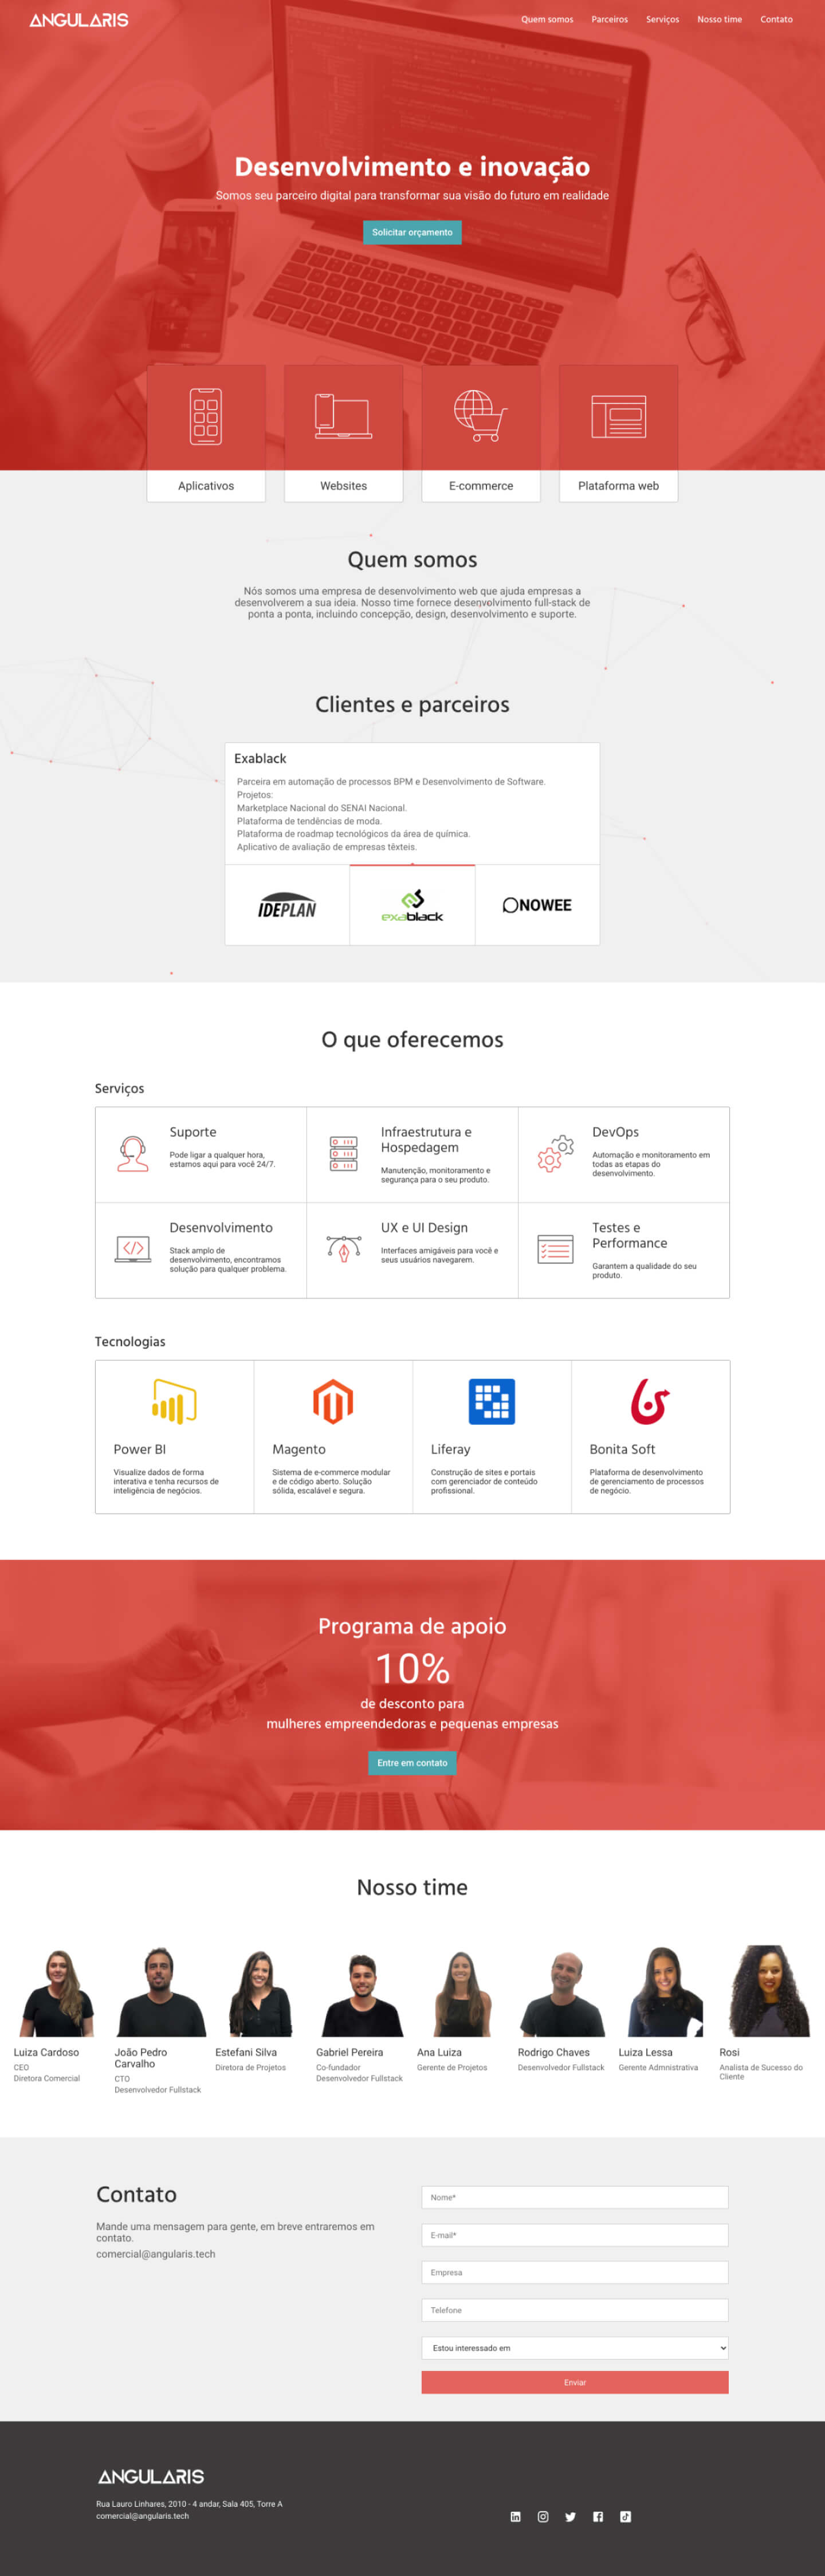 ANGULARIS
Quem somos Parceiros Serviços Nosso time Contato
Desenvolvimento e inovação
Somos seu parceiro digital para transformar sua visão do futuro em realidade
Solicitar orçamento
Aplicativos
Websites
E-commerce
Plataforma web
Quem somos
Nós somos uma empresa de desenvolvimento web que ajuda empresas a
desenvolverem a sua ideia. Nosso time fornece desenvolvimento full-stack de
ponta a ponta, incluindo concepção, design, desenvolvimento e suporte.
Clientes e parceiros
Exablack
Parceira em automação de processos BPM e Desenvolvimento de Software.
Projetos:
Marketplace Nacional do SENAI Nacional.
Plataforma de tendências de moda.
Plataforma de roadmap tecnológicos da área de química.
Aplicativo de avaliação de empresas têxteis.
IDEPLAN
exablack
NOWEE
O que oferecemos
Serviços
Suporte
Pode ligar a qualquer hora,
estamos aqui para você 24/7.
Infraestrutura e
Hospedagem
Manutenção, monitoramento e
segurança para o seu produto.
DevOps
Automação e monitoramento em
todas as etapas do
desenvolvimento.
Desenvolvimento
Stack amplo de
desenvolvimento, encontramos
solução para qualquer problema.
UX e UI Design
Interfaces amigáveis para você e
seus usuários navegarem.
Testes e
Performance
Garantem a qualidade do seu
produto.
Tecnologias
Power BI
Visualize dados de forma
interativa e tenha recursos de
inteligência de negócios.
Magento
Sistema de e-commerce modular
e de código aberto. Solução
sólida, escalável e segura.
Liferay
Construção de sites e portais
com gerenciador de conteúdo
profissional.
Bonita Soft
Plataforma de desenvolvimento
de gerenciamento de processos
de negócio.
Programa de apoio
10%
de desconto para
mulheres empreendedoras e pequenas empresas
Entre em contato
Nosso time
Luiza Cardoso
CEO
Diretora Comercial
João Pedro
Carvalho
CTO
Desenvolvedor Fullstack
Estefani Silva
Diretora de Projetos
Gabriel Pereira
Co-fundador
Desenvolvedor Fullstack
Ana Luiza
Gerente de Projetos
Rodrigo Chaves
Desenvolvedor Fullstack
Luiza Lessa
Gerente Admnistrativa
Rosi
Analista de Sucesso do
Cliente
Contato
Mande uma mensagem para gente, em breve entraremos em
contato.
comercial@angularis.tech
Nome*
E-mail*
Empresa
Telefone
Estou interessado em
Enviar
ANGULARIS
Rua Lauro Linhares, 2010 - 4 andar, Sala 405, Torre A
comercial@angularis.tech